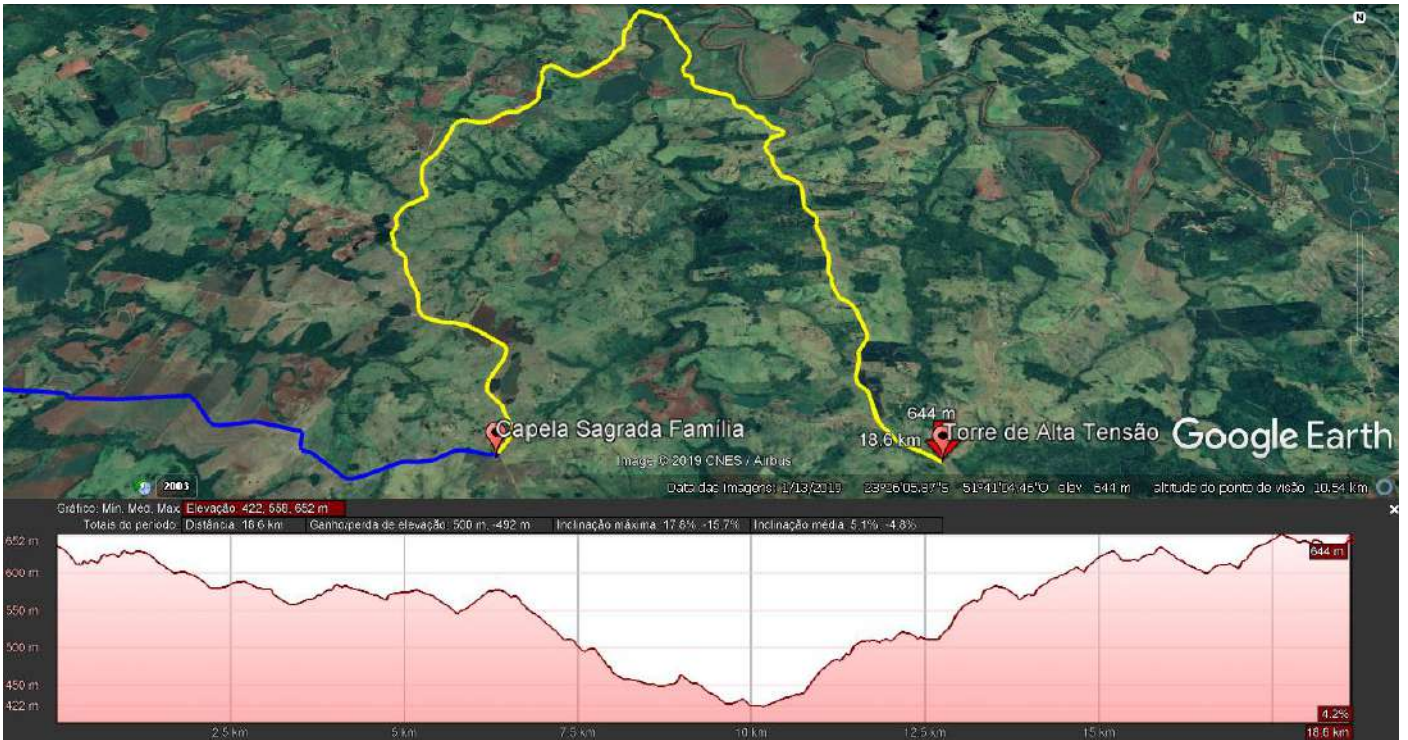 N
644 m
Capela Sagrada Família
18,6 km
Torre de Alta Tensão
Google Earth
Image © 2019 CNES / Airbus
2003
Data das imagens: 1/13/2019 23°26'05.87"S 51°41'04.46"O elev 644 m altitude do ponto de visão 10.54 km
Gráfico: Min, Med, Max Elevação: 422, 558, 652 m
Totais do período: Distância: 18.6 km Ganho/perda de elevação: 500 m, -492 m Inclinação máxima: 17.8% -15.7% Inclinação média: 5.1% -4.8%
652 m
644 m
600 m
550 m
500 m
450 m
422 m
4.2%
2.5 km 5 km 7.5 km 10 km 12.5 km 15 km 18.6 km